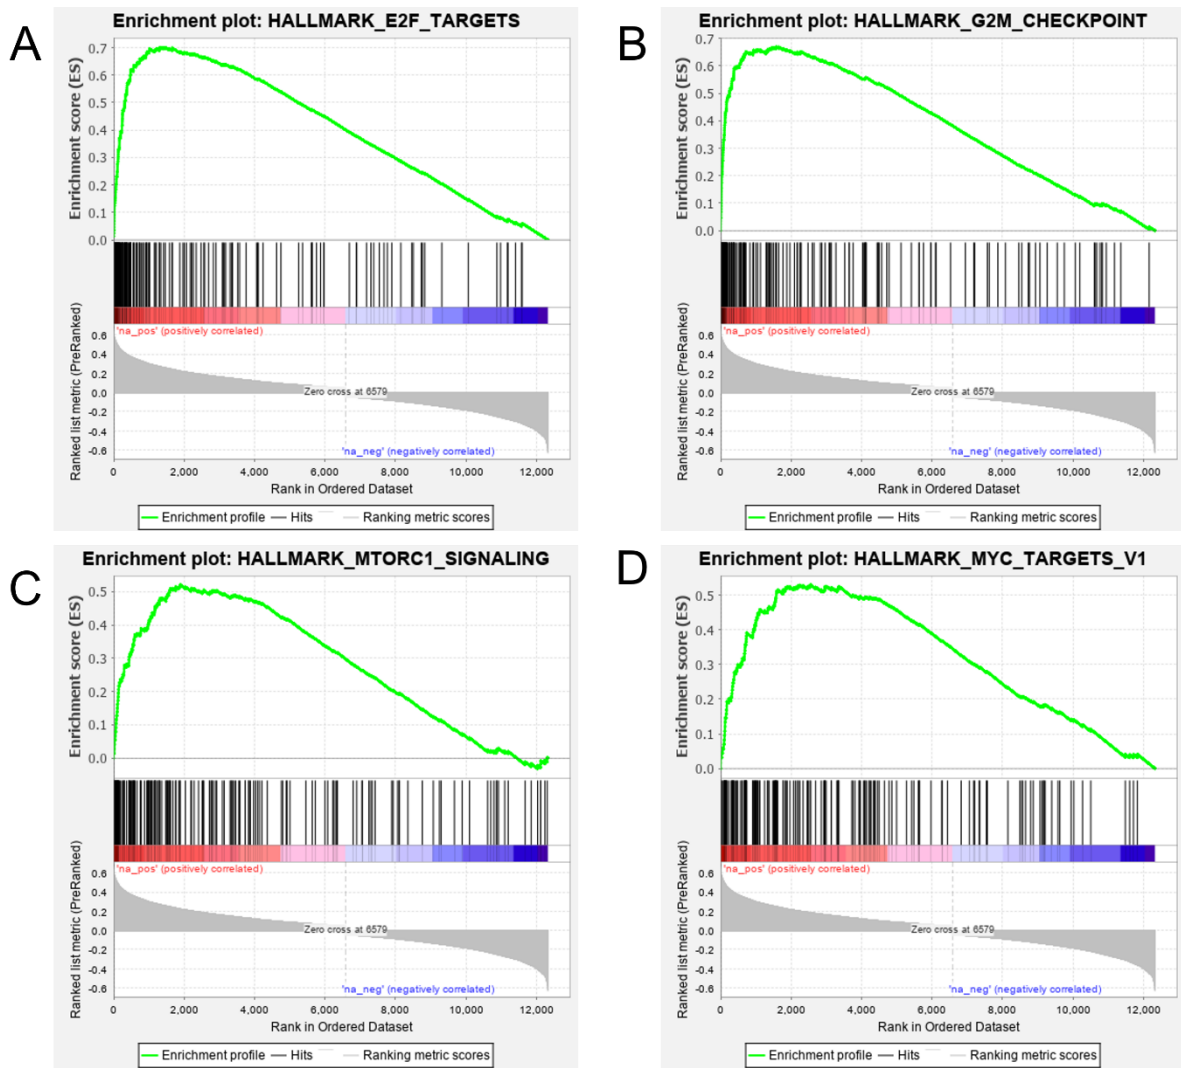 A
Enrichment plot: HALLMARK_E2F_TARGETS
Enrichment score (ES)
0.7
0.6
0.5
0.4
0.3
0.2
0.1
0.0
'na_pos' (positively correlated)
Ranked list metric (PreRanked)
0.6
0.4
0.2
0.0
-0.2
-0.4
-0.6
Zero cross at 6579
'na_neg' (negatively correlated)
0 2,000 4,000 6,000 8,000 10,000 12,000
Rank in Ordered Dataset
Enrichment profile Hits Ranking metric scores
B
Enrichment plot: HALLMARK_G2M_CHECKPOINT
Enrichment score (ES)
0.7
0.6
0.5
0.4
0.3
0.2
0.1
0.0
'na_pos' (positively correlated)
Ranked list metric (PreRanked)
0.6
0.4
0.2
0.0
-0.2
-0.4
-0.6
Zero cross at 6579
'na_neg' (negatively correlated)
0 2,000 4,000 6,000 8,000 10,000 12,000
Rank in Ordered Dataset
Enrichment profile Hits Ranking metric scores
C
Enrichment plot: HALLMARK_MTORC1_SIGNALING
Enrichment score (ES)
0.5
0.4
0.3
0.2
0.1
0.0
'na_pos' (positively correlated)
Ranked list metric (PreRanked)
0.6
0.4
0.2
0.0
-0.2
-0.4
-0.6
Zero cross at 6579
'na_neg' (negatively correlated)
0 2,000 4,000 6,000 8,000 10,000 12,000
Rank in Ordered Dataset
Enrichment profile Hits Ranking metric scores
D
Enrichment plot: HALLMARK_MYC_TARGETS_V1
Enrichment score (ES)
0.5
0.4
0.3
0.2
0.1
0.0
'na_pos' (positively correlated)
Ranked list metric (PreRanked)
0.6
0.4
0.2
0.0
-0.2
-0.4
-0.6
Zero cross at 6579
'na_neg' (negatively correlated)
0 2,000 4,000 6,000 8,000 10,000 12,000
Rank in Ordered Dataset
Enrichment profile Hits Ranking metric scores